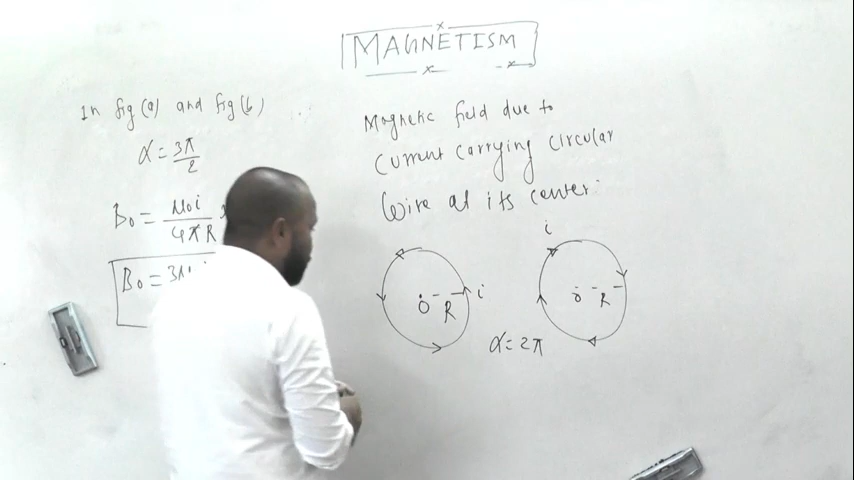 MAGNETISM
In fig(a) and fig(b)
α = 3π/2
B₀ = μ₀i/4πR
B₀ = 3μ
Magnetic field due to
current carrying circular
wire at its center
i
O R
i
O R
α = 2π